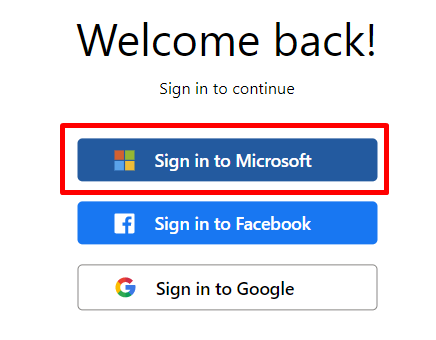 Welcome back!
Sign in to continue
Sign in to Microsoft
Sign in to Facebook
Sign in to Google